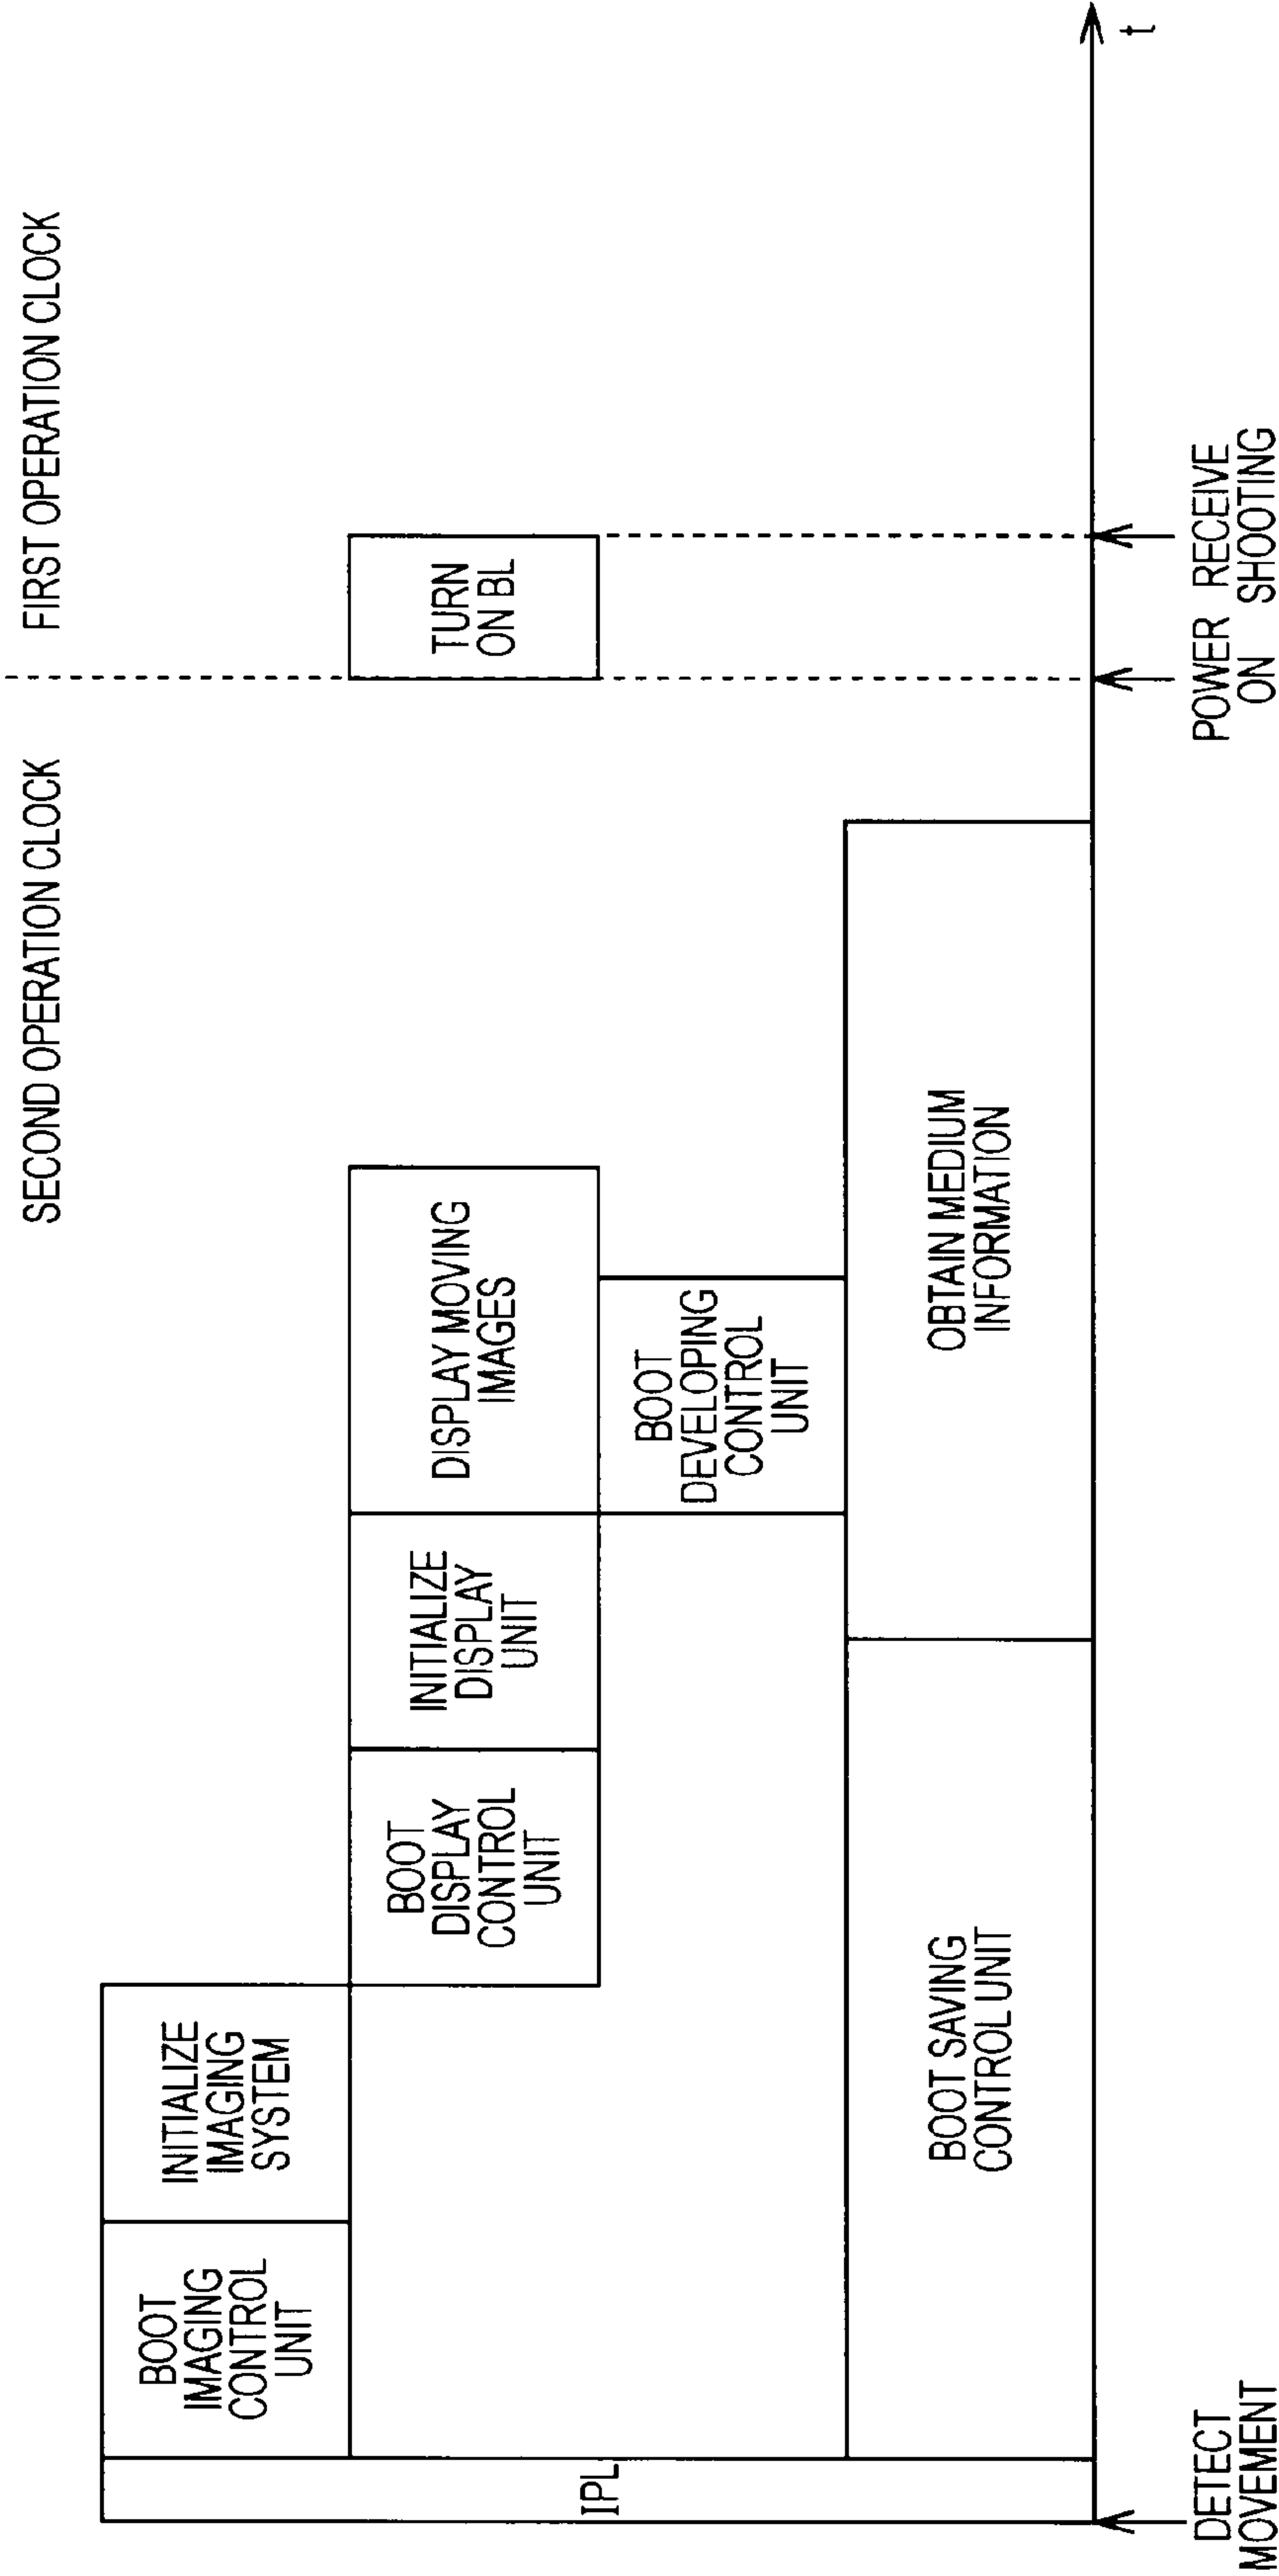 SECOND OPERATION CLOCK
FIRST OPERATION CLOCK
BOOT
IMAGING
CONTROL
UNIT
INITIALIZE
IMAGING
SYSTEM
BOOT
DISPLAY
CONTROL
UNIT
INITIALIZE
DISPLAY
UNIT
DISPLAY MOVING
IMAGES
TURN
ON BL
IPL
BOOT
DEVELOPING
CONTROL
UNIT
BOOT SAVING
CONTROL UNIT
OBTAIN MEDIUM
INFORMATION
t
DETECT
MOVEMENT
POWER
ON
RECEIVE
SHOOTING